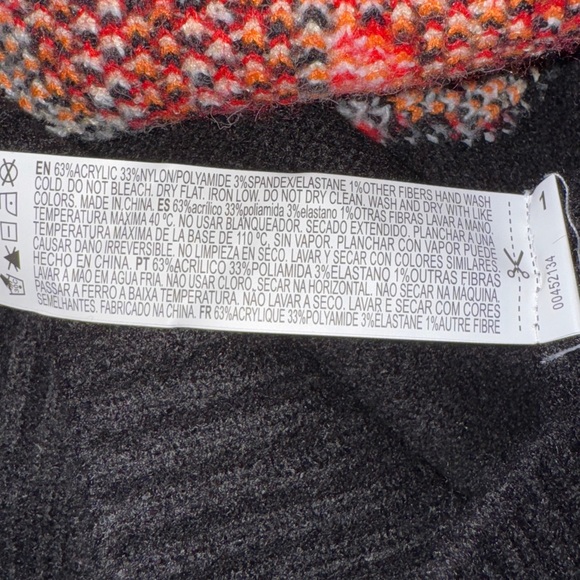 EN 63%ACRYLIC 33%NYLON/POLYAMIDE 3%SPANDEX/ELASTANE 1%OTHER FIBERS HAND WASH
COLD. DO NOT BLEACH. DRY FLAT. IRON LOW. DO NOT DRY CLEAN. WASH AND DRY WITH LIKE
COLORS. MADE IN CHINA. ES 63%acrílico 33%poliamida 3%elastano 1%OTRAS FIBRAS LAVAR A MANO.
TEMPERATURA MÁXIMA 40 ºC. NO USAR BLANQUEADOR. SECADO EXTENDIDO. PLANCHAR A UNA
TEMPERATURA MÁXIMA DE LA BASE DE 110 ºC, SIN VAPOR. PLANCHAR CON VAPOR PUEDE
CAUSAR DAÑO IRREVERSIBLE. NO LIMPIEZA EN SECO. LAVAR Y SECAR CON COLORES SIMILARES.
HECHO EN CHINA. PT 63%ACRÍLICO 33%POLIAMIDA 3%ELASTANO 1%OUTRAS FIBRAS
LAVAR A MÃO EM ÁGUA FRIA. NÃO USAR CLORO. SECAR NA HORIZONTAL. NÃO SECAR NA MÁQUINA.
PASSAR A FERRO A BAIXA TEMPERATURA. NÃO LAVAR A SECO. LAVAR E SECAR COM CORES
SEMELHANTES. FABRICADO NA CHINA. FR 63%ACRYLIQUE 33%POLYAMIDE 3%ELASTANE 1%AUTRE FIBRE
1
00452134